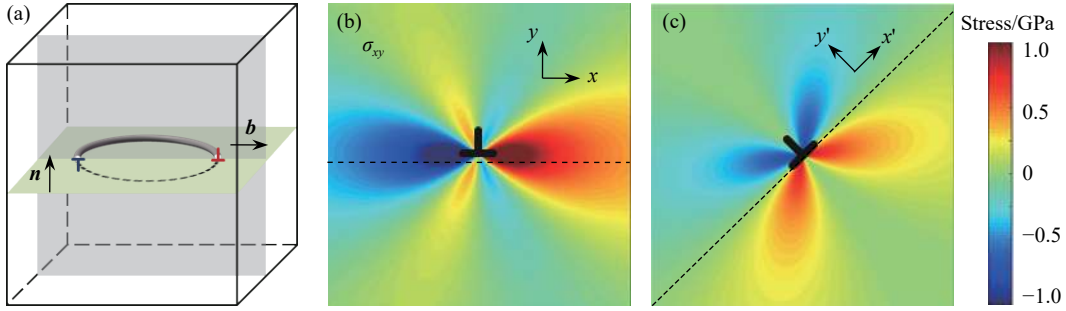 (a)
b
n
(b)
σxy
y
x
(c)
y'
x'
Stress/GPa
1.0
0.5
0
−0.5
−1.0